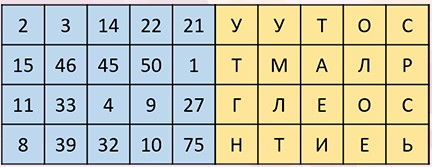 2 3 14 22 21 У У Т О С
15 46 45 50 1 Т М А Л Р
11 33 4 9 27 Г Л Е О С
8 39 32 10 75 Н Т И Е Ь